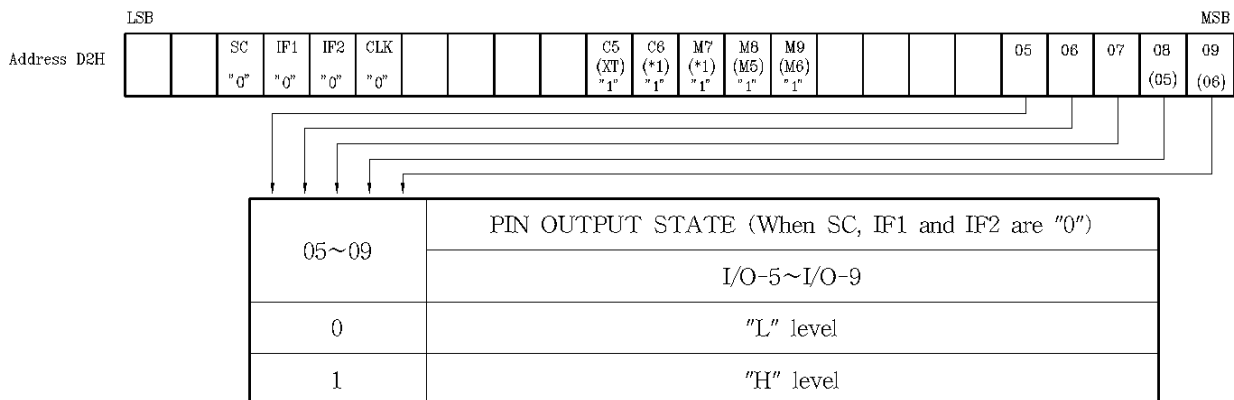 LSB MSB
Address D2H
SC IF1 IF2 CLK C5 C6 M7 M8 M9 05 06 07 08 09
(XT) (*1) (*1) (M5) (M6) (05) (06)
"0" "0" "0" "0" "1" "1" "1" "1" "1"
05~09
PIN OUTPUT STATE (When SC, IF1 and IF2 are "0")
I/O-5~I/O-9
0 "L" level
1 "H" level